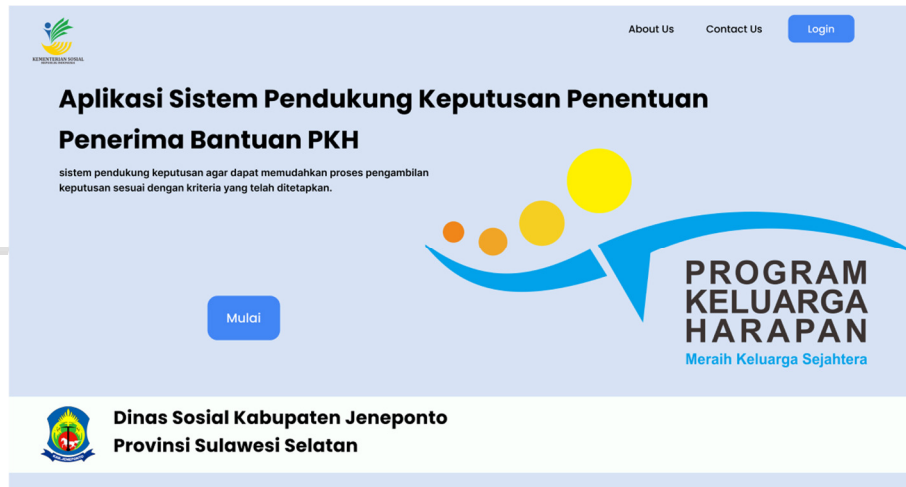 About Us Contact Us Login
KEMENTERIAN SOSIAL
REPUBLIK INDONESIA
Aplikasi Sistem Pendukung Keputusan Penentuan
Penerima Bantuan PKH
sistem pendukung keputusan agar dapat memudahkan proses pengambilan
keputusan sesuai dengan kriteria yang telah ditetapkan.
Mulai
PROGRAM
KELUARGA
HARAPAN
Meraih Keluarga Sejahtera
Dinas Sosial Kabupaten Jeneponto
Provinsi Sulawesi Selatan